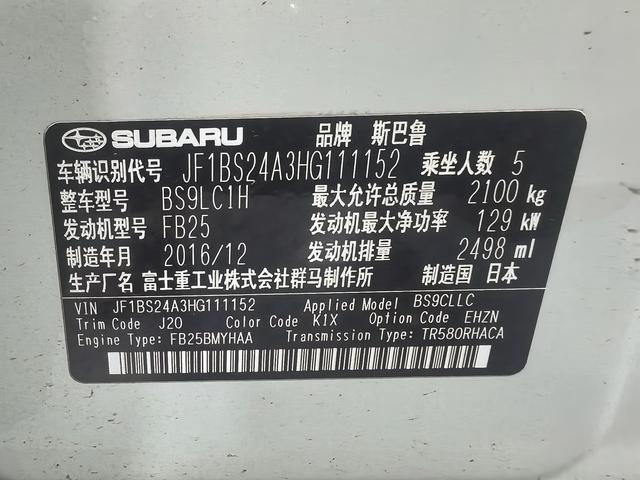 SUBARU 品牌 斯巴鲁
车辆识别代号 JF1BS24A3HG111152 乘坐人数 5
整车型号 BS9LC1H 最大允许总质量 2100 kg
发动机型号 FB25 发动机最大净功率 129 kW
制造年月 2016/12 发动机排量 2498 ml
生产厂名 富士重工业株式会社群马制作所 制造国 日本
VIN JF1BS24A3HG111152 Applied Model BS9CLLC
Trim Code J20 Color Code K1X Option Code EHZN
Engine Type: FB25BMYHAA Transmission Type: TR580RHACA